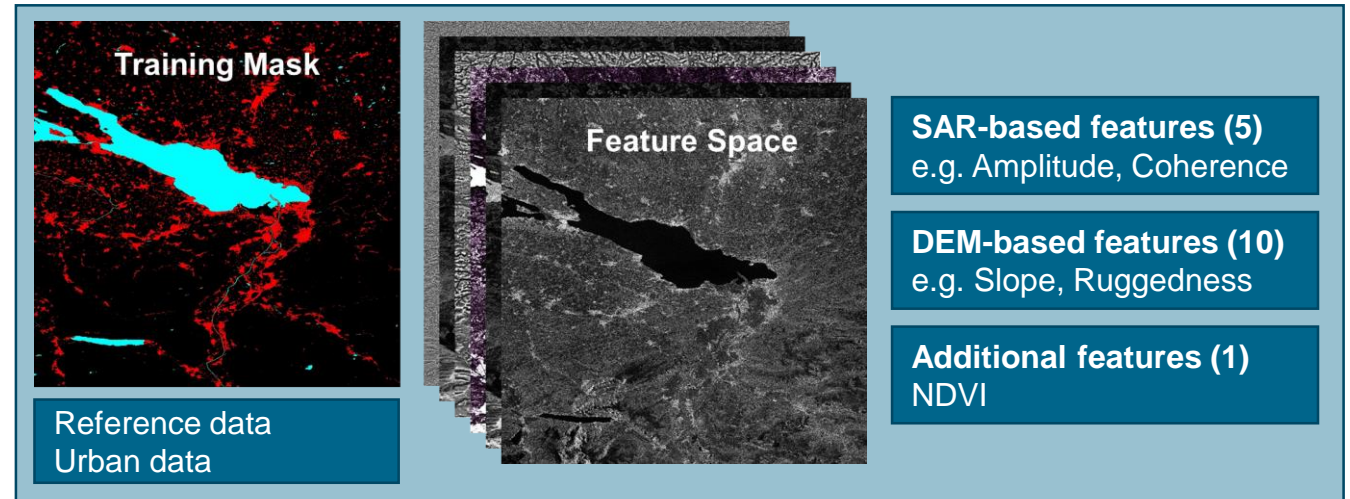 Training Mask
Reference data
Urban data
Feature Space
SAR-based features (5)
e.g. Amplitude, Coherence
DEM-based features (10)
e.g. Slope, Ruggedness
Additional features (1)
NDVI